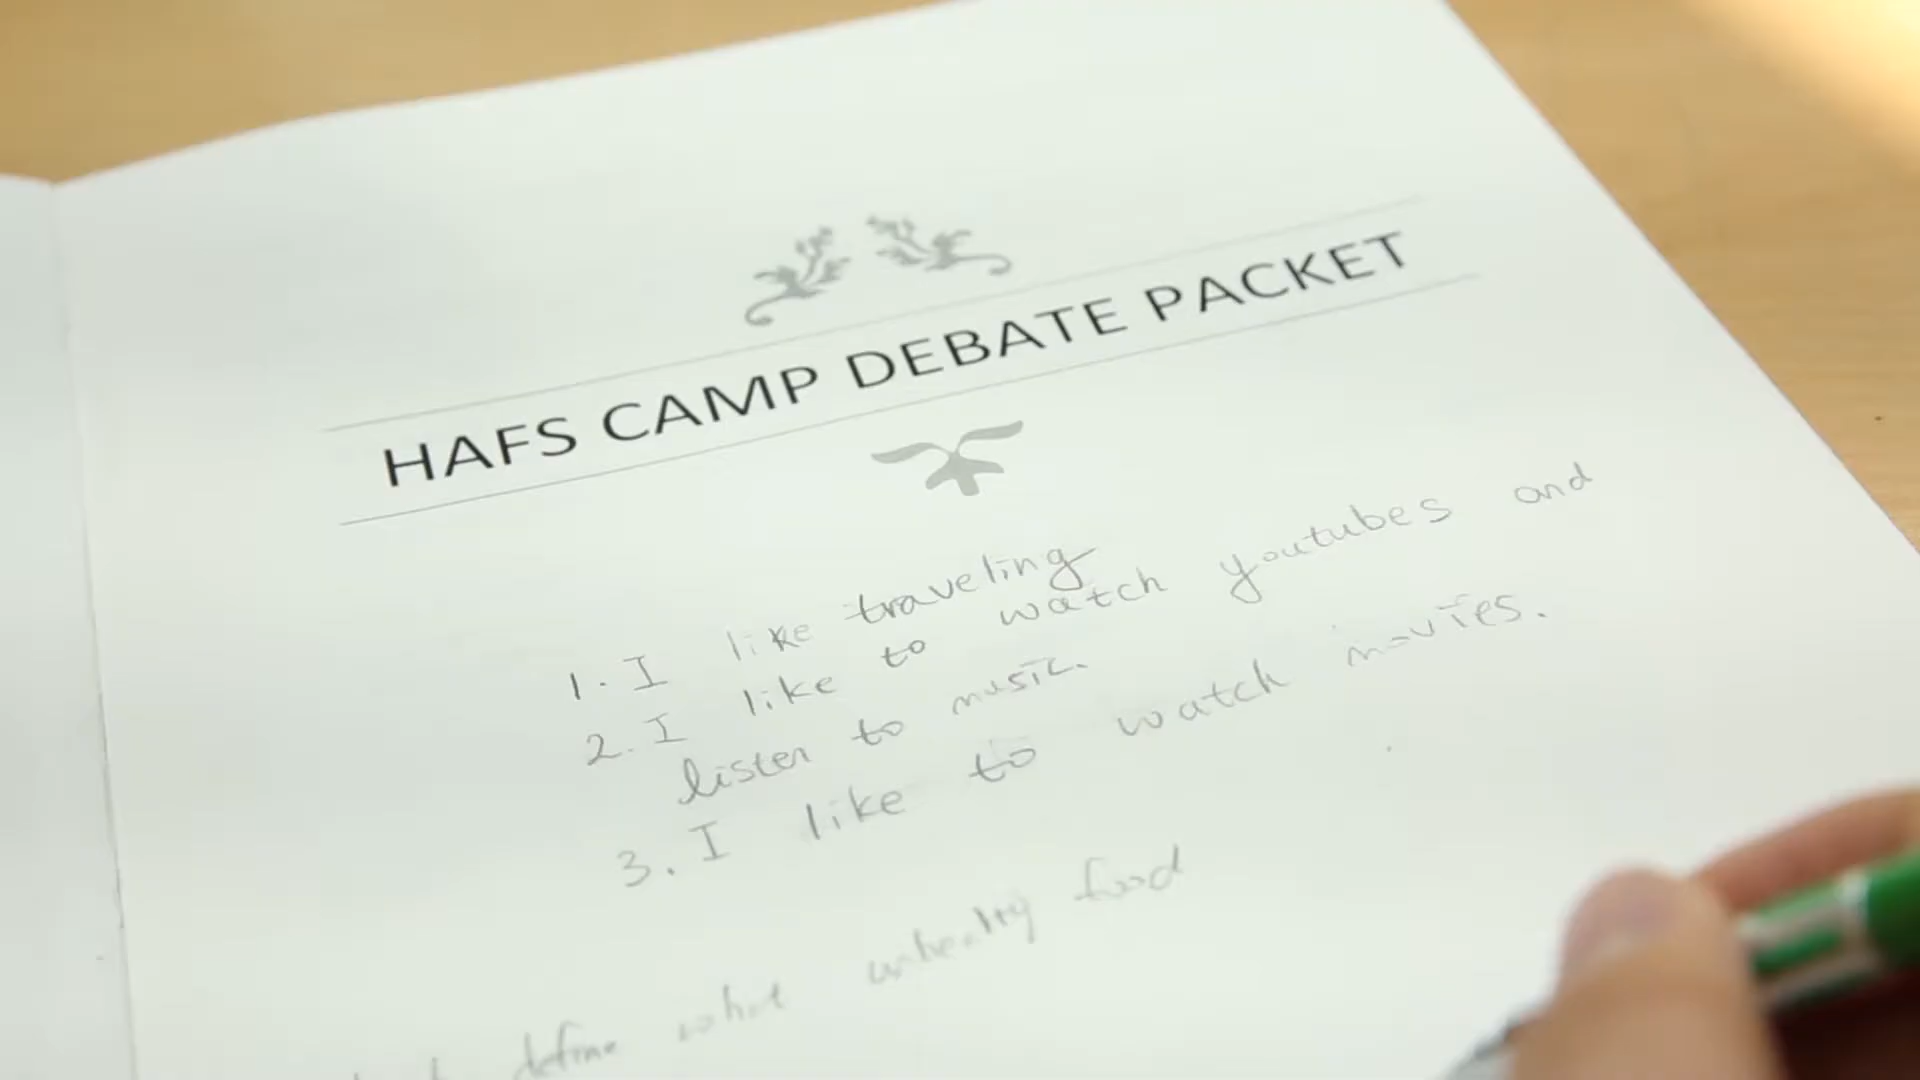 HAFS CAMP DEBATE PACKET
1. I like traveling
2. I like to watch youtubes and
listen to music.
3. I like to watch movies.
food
define what